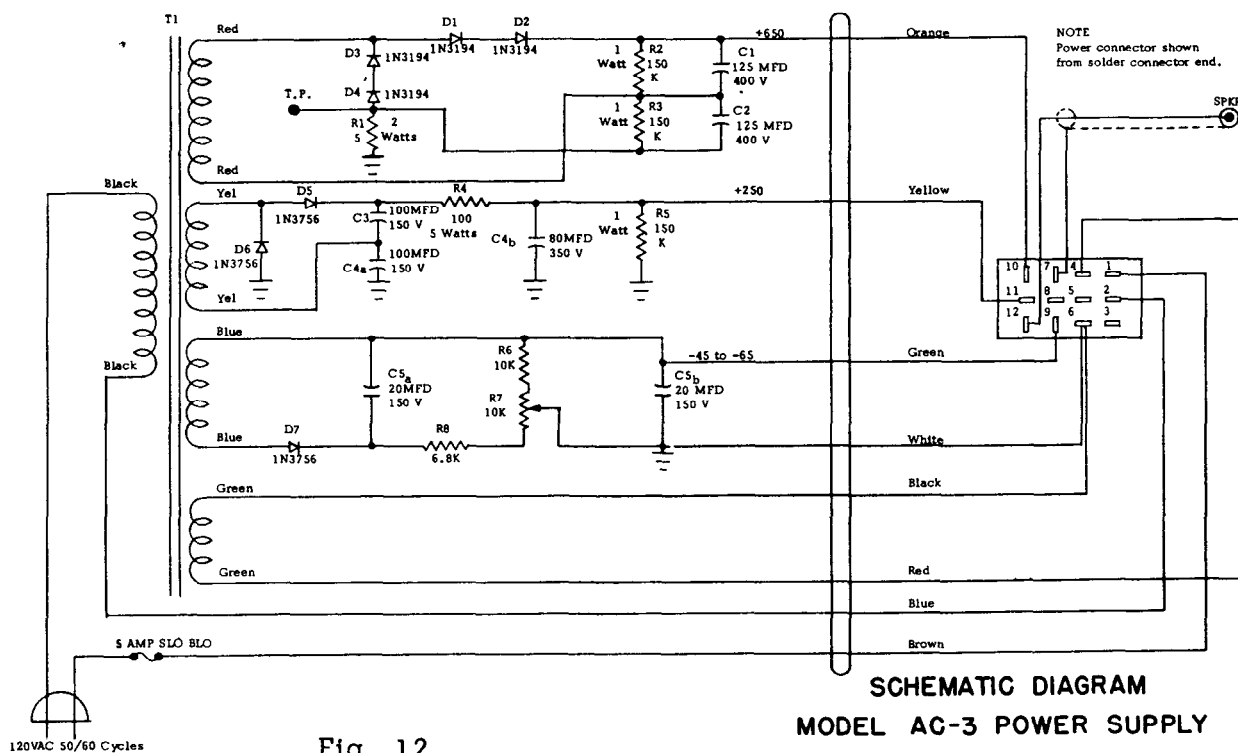 T1
Red
D1
1N3194
D2
1N3194
+650
Orange
NOTE
Power connector shown
from solder connector end.
D3
1N3194
D4
1N3194
T.P.
R1
5
2
Watts
1
Watt
R2
150
K
C1
125 MFD
400 V
1
Watt
R3
150
K
C2
125 MFD
400 V
SPKR
Red
Black
Yel
D5
1N3756
R4
100
5 Watts
+250
Yellow
C3
100MFD
150 V
D6
1N3756
C4a
100MFD
150 V
C4b
80MFD
350 V
1
Watt
R5
150
K
Yel
10
7
4
1
11
8
5
2
12
9
6
3
Blue
-45 to -65
Green
Black
C5a
20MFD
150 V
R6
10K
R7
10K
C5b
20 MFD
150 V
Blue
D7
1N3756
R8
6.8K
White
Green
Black
Green
Red
Blue
5 AMP SLO BLO
Brown
SCHEMATIC DIAGRAM
MODEL AC-3 POWER SUPPLY
120VAC 50/60 Cycles
Fig. 12